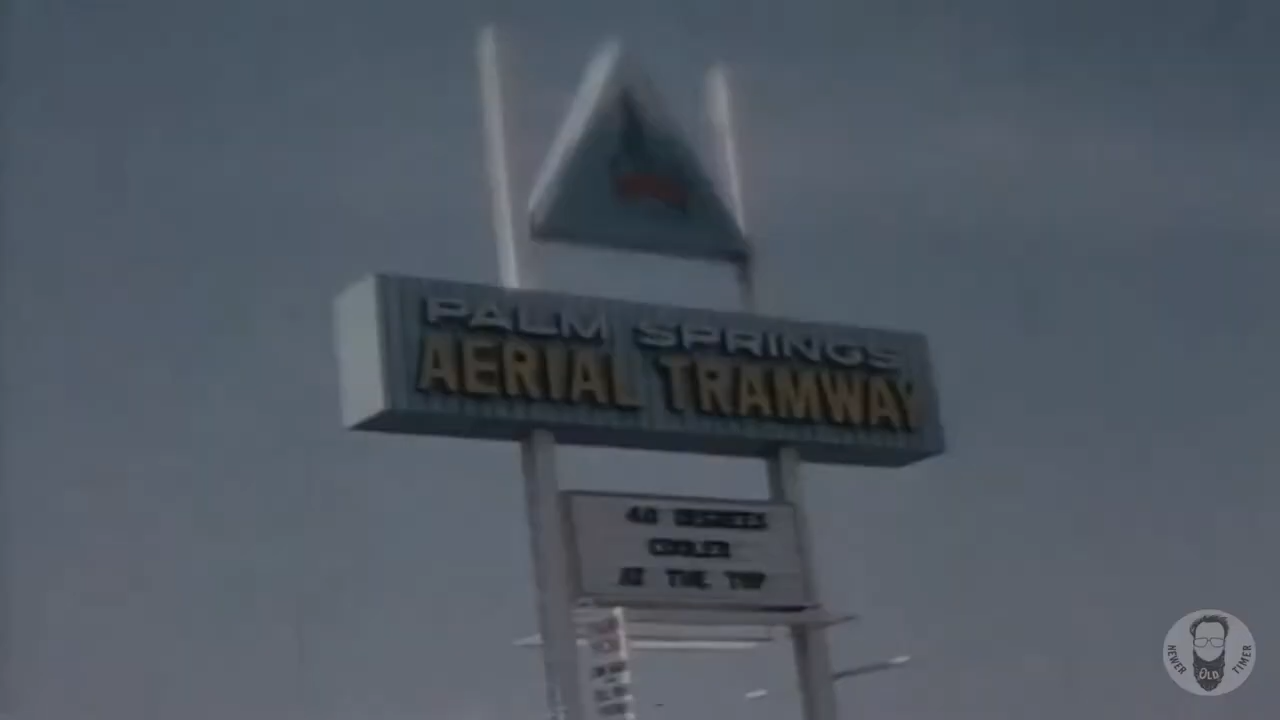 PALM SPRINGS
AERIAL TRAMWAY
40 DEGREES
COOLER
AT THE TOP
NEWER OLD TIMER